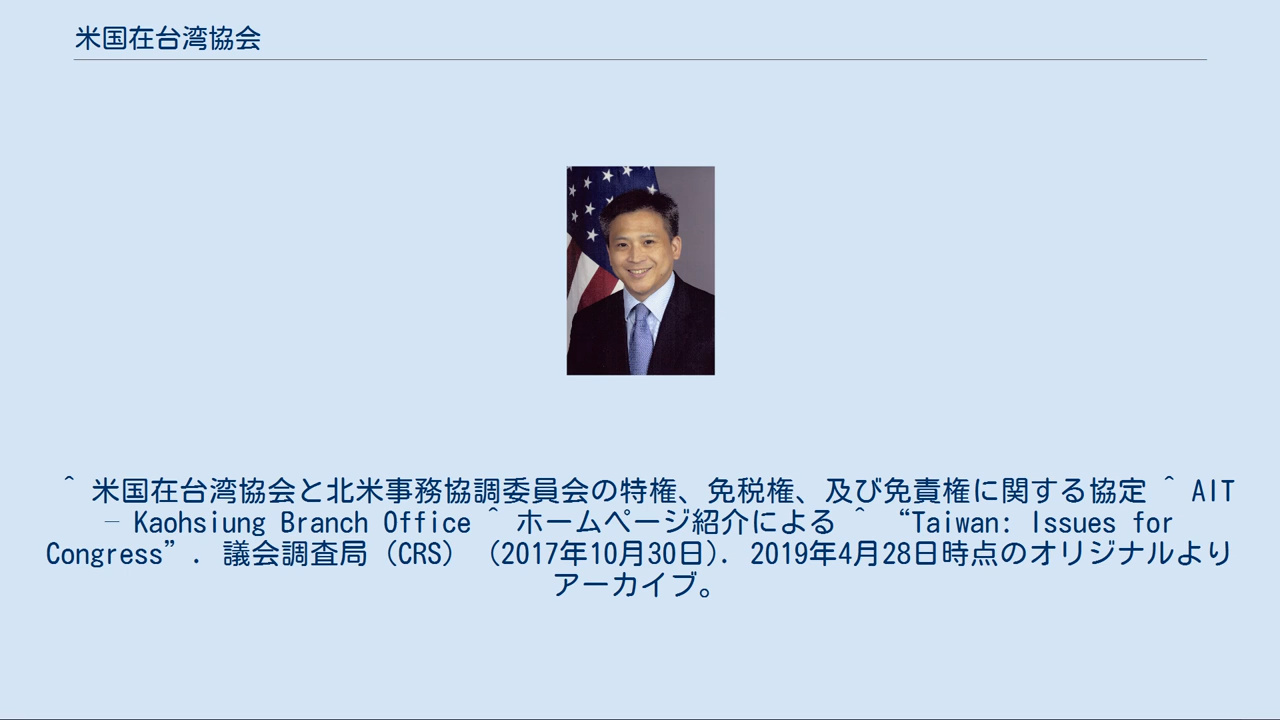 米国在台湾協会
^ 米国在台湾協会と北米事務協調委員会の特権、免税権、及び免責権に関する協定 ^ AIT
– Kaohsiung Branch Office ^ ホームページ紹介による ^ “Taiwan: Issues for
Congress”. 議会調査局（CRS） (2017年10月30日). 2019年4月28日時点のオリジナルより
アーカイブ。